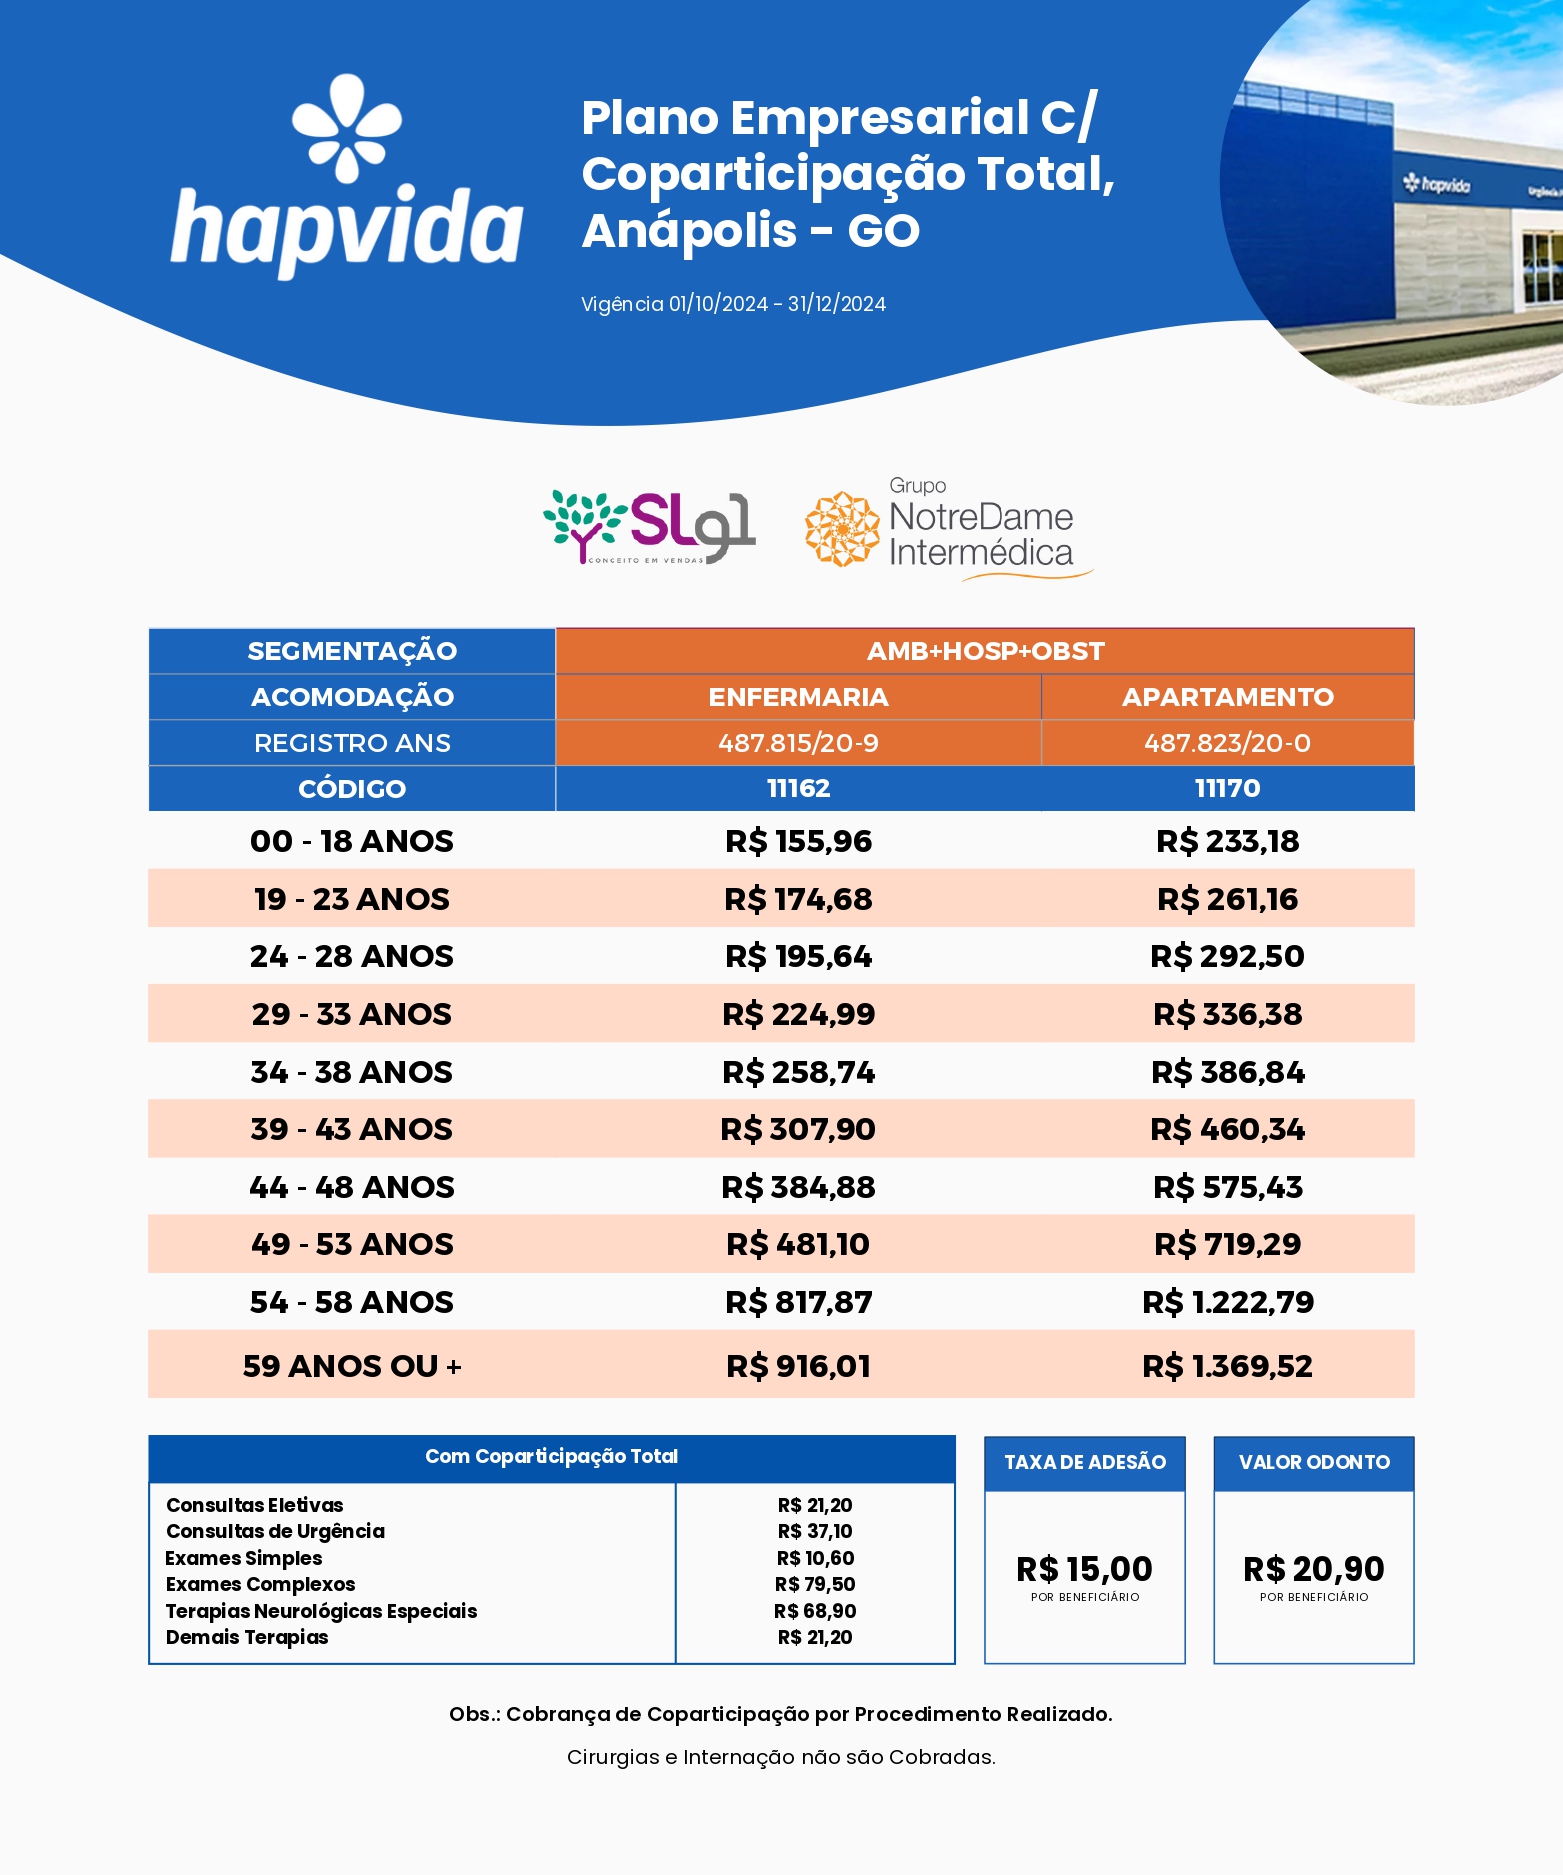 hapvida
Plano Empresarial C/
Coparticipação Total,
Anápolis - GO
Vigência 01/10/2024 - 31/12/2024
hapvida
SLg1
CONCEITO EM VENDAS
Grupo
NotreDame
Intermédica
SEGMENTAÇÃO AMB+HOSP+OBST
ACOMODAÇÃO ENFERMARIA APARTAMENTO
REGISTRO ANS 487.815/20-9 487.823/20-0
CÓDIGO 11162 11170
00 - 18 ANOS R$ 155,96 R$ 233,18
19 - 23 ANOS R$ 174,68 R$ 261,16
24 - 28 ANOS R$ 195,64 R$ 292,50
29 - 33 ANOS R$ 224,99 R$ 336,38
34 - 38 ANOS R$ 258,74 R$ 386,84
39 - 43 ANOS R$ 307,90 R$ 460,34
44 - 48 ANOS R$ 384,88 R$ 575,43
49 - 53 ANOS R$ 481,10 R$ 719,29
54 - 58 ANOS R$ 817,87 R$ 1.222,79
59 ANOS OU + R$ 916,01 R$ 1.369,52
Com Coparticipação Total
Consultas Eletivas R$ 21,20
Consultas de Urgência R$ 37,10
Exames Simples R$ 10,60
Exames Complexos R$ 79,50
Terapias Neurológicas Especiais R$ 68,90
Demais Terapias R$ 21,20
TAXA DE ADESÃO
R$ 15,00
POR BENEFICIÁRIO
VALOR ODONTO
R$ 20,90
POR BENEFICIÁRIO
Obs.: Cobrança de Coparticipação por Procedimento Realizado.
Cirurgias e Internação não são Cobradas.